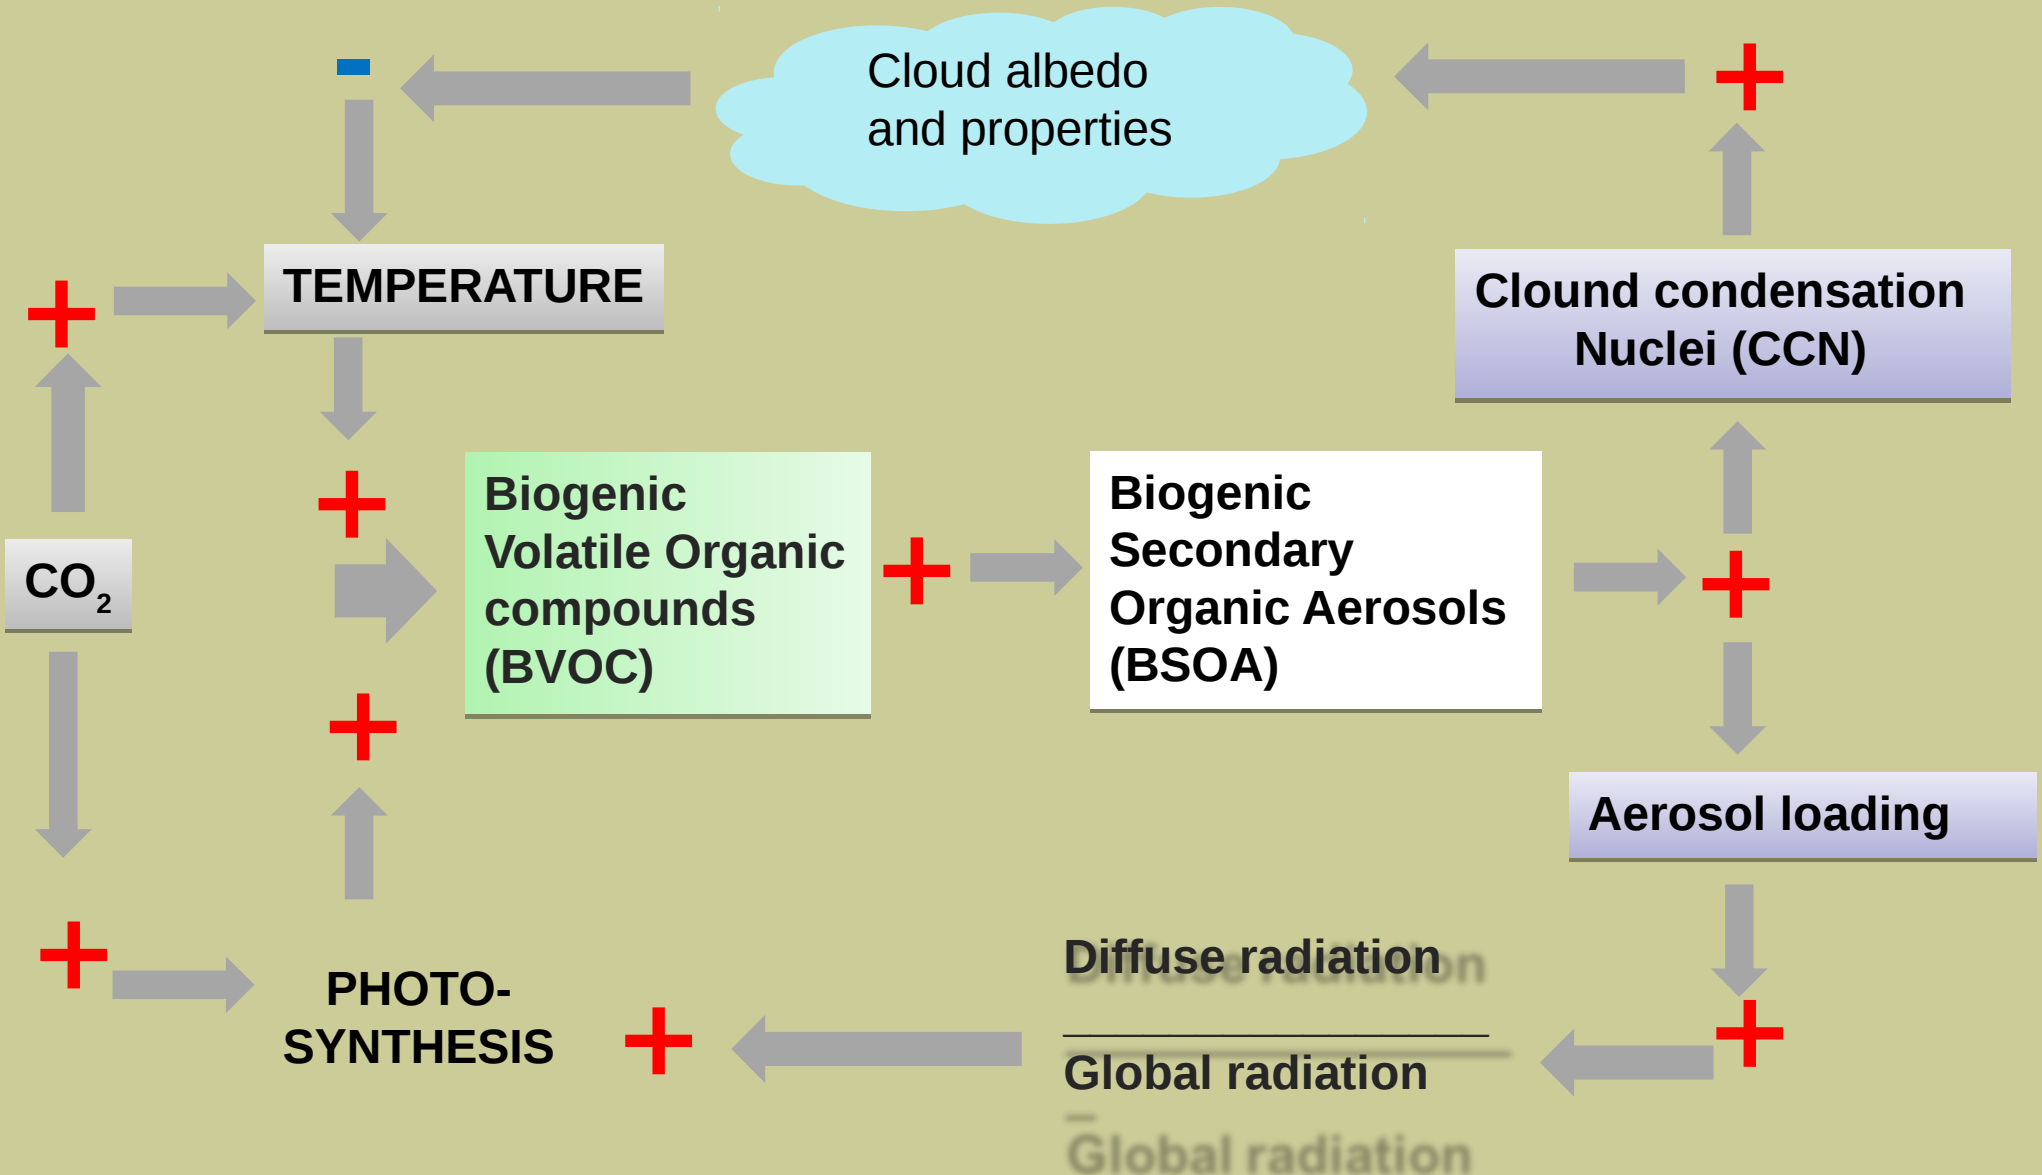 Cloud albedo
and properties
TEMPERATURE
Clound condensation
Nuclei (CCN)
CO₂
Biogenic
Volatile Organic
compounds
(BVOC)
Biogenic
Secondary
Organic Aerosols
(BSOA)
Aerosol loading
PHOTO-
SYNTHESIS
Diffuse radiation
Global radiation